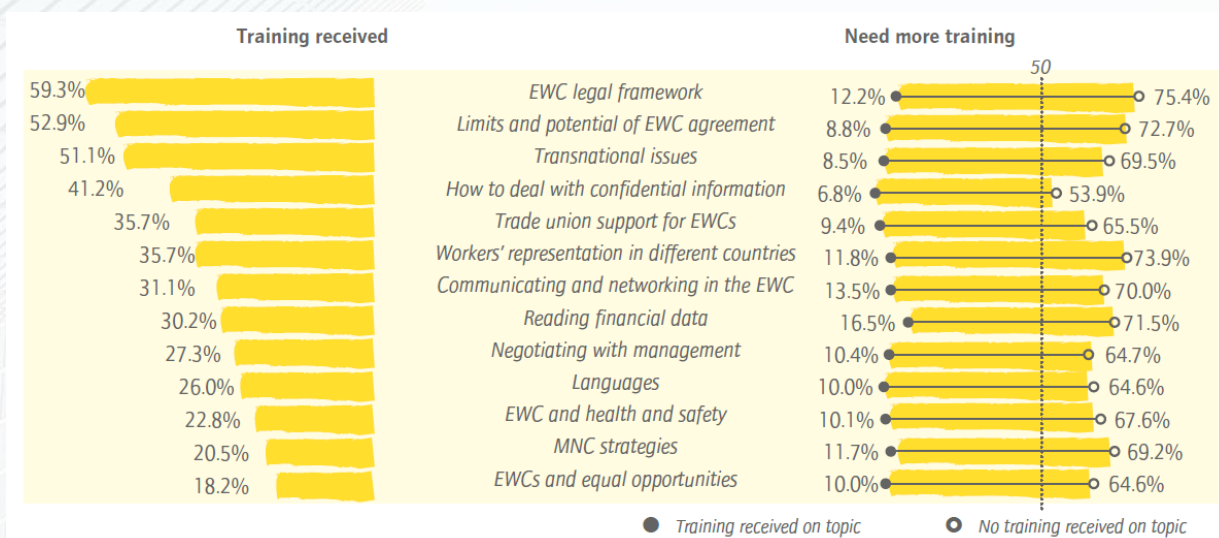 Training received Need more training
50
59.3% EWC legal framework 12.2% 75.4%
52.9% Limits and potential of EWC agreement 8.8% 72.7%
51.1% Transnational issues 8.5% 69.5%
41.2% How to deal with confidential information 6.8% 53.9%
35.7% Trade union support for EWCs 9.4% 65.5%
35.7% Workers' representation in different countries 11.8% 73.9%
31.1% Communicating and networking in the EWC 13.5% 70.0%
30.2% Reading financial data 16.5% 71.5%
27.3% Negotiating with management 10.4% 64.7%
26.0% Languages 10.0% 64.6%
22.8% EWC and health and safety 10.1% 67.6%
20.5% MNC strategies 11.7% 69.2%
18.2% EWCs and equal opportunities 10.0% 64.6%
Training received on topic No training received on topic